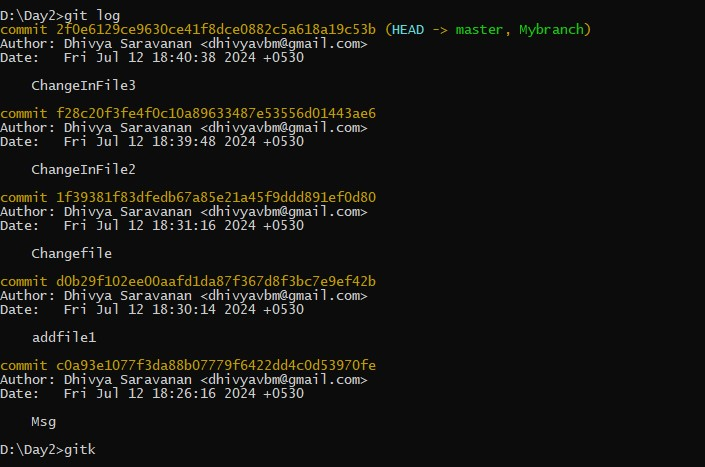 D:\Day2>git log
commit 2f0e6129ce9630ce41f8dce0882c5a618a19c53b (HEAD -> master, Mybranch)
Author: Dhivya Saravanan <dhivyavbm@gmail.com>
Date:   Fri Jul 12 18:40:38 2024 +0530
ChangeInFile3
commit f28c20f3fe4f0c10a89633487e53556d01443ae6
Author: Dhivya Saravanan <dhivyavbm@gmail.com>
Date:   Fri Jul 12 18:39:48 2024 +0530
ChangeInFile2
commit 1f39381f83dfedb67a85e21a45f9ddd891ef0d80
Author: Dhivya Saravanan <dhivyavbm@gmail.com>
Date:   Fri Jul 12 18:31:16 2024 +0530
Changefile
commit d0b29f102ee00aafd1da87f367d8f3bc7e9ef42b
Author: Dhivya Saravanan <dhivyavbm@gmail.com>
Date:   Fri Jul 12 18:30:14 2024 +0530
addfile1
commit c0a93e1077f3da88b07779f6422dd4c0d53970fe
Author: Dhivya Saravanan <dhivyavbm@gmail.com>
Date:   Fri Jul 12 18:26:16 2024 +0530
Msg
D:\Day2>gitk